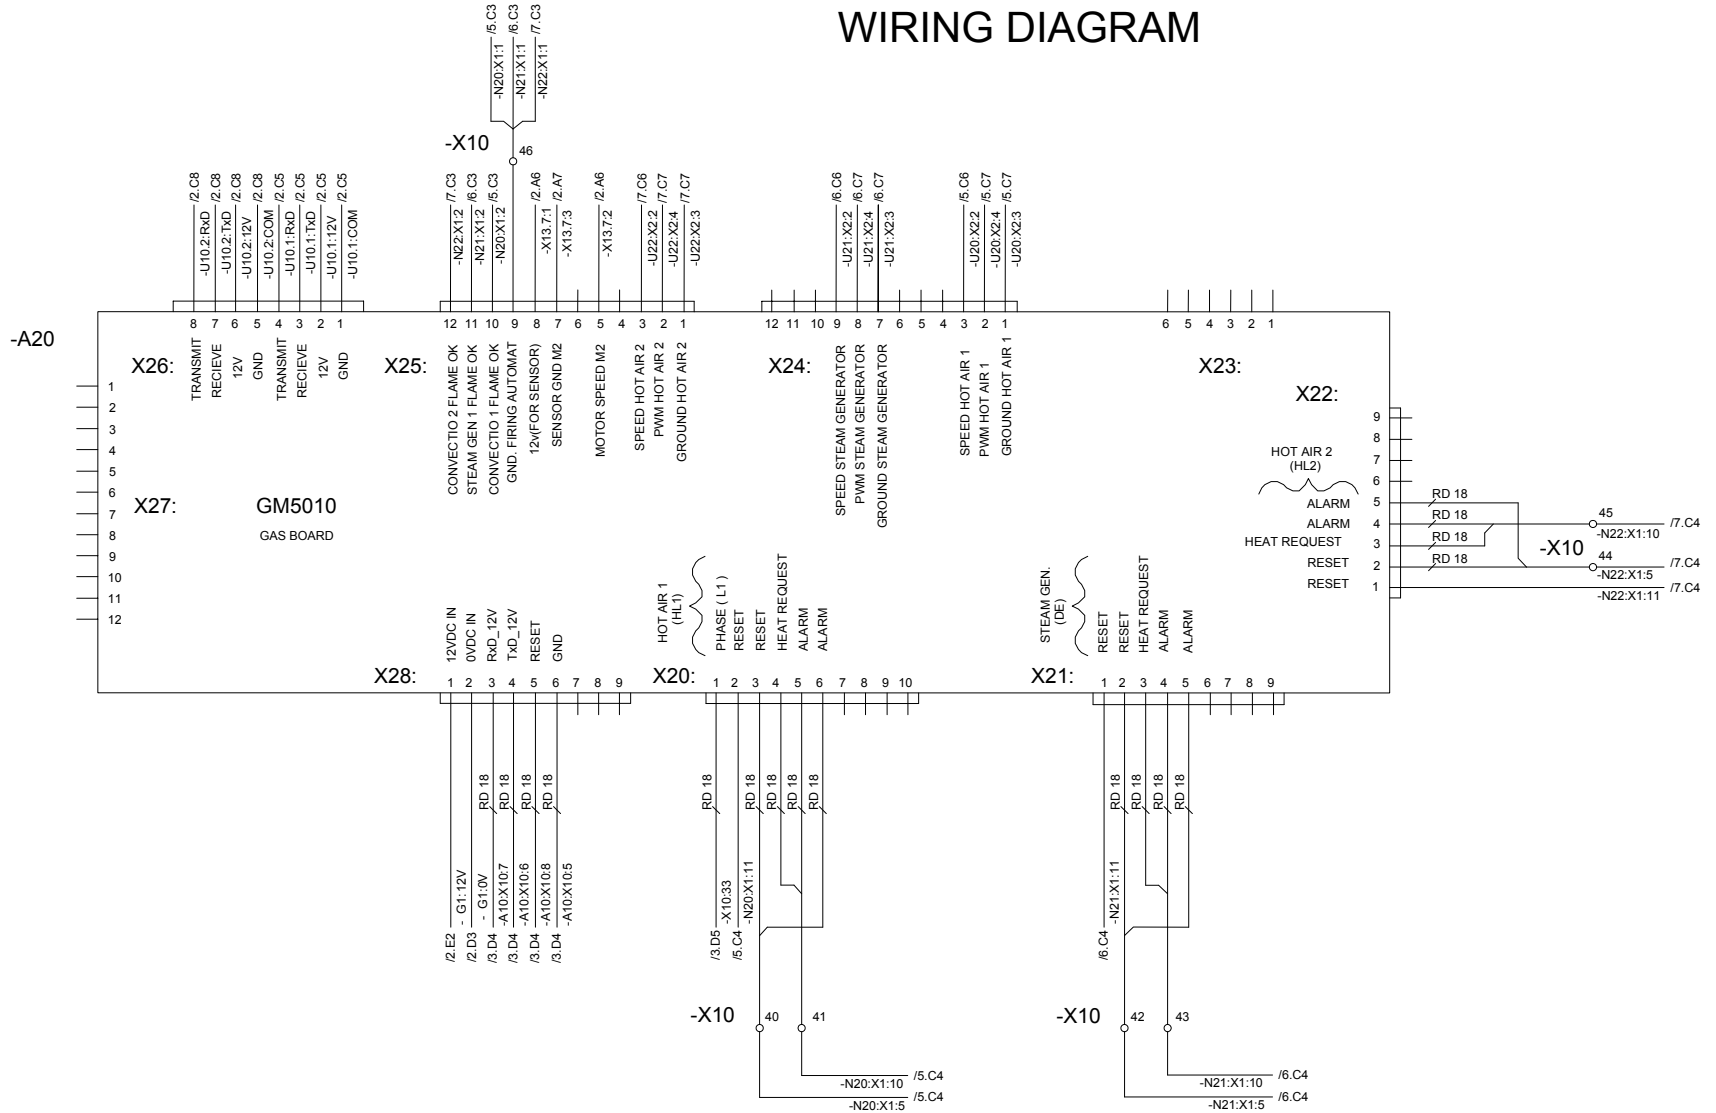 WIRING DIAGRAM
/5.C3
/6.C3
/7.C3
-N20:X1:1
-N21:X1:1
-N22:X1:1
-X10
46
/2.C8
/2.C8
/2.C8
/2.C8
/2.C5
/2.C5
/2.C5
/2.C5
-U10.2:RxD
-U10.2:TxD
-U10.2:12V
-U10.2:COM
-U10.1:RxD
-U10.1:TxD
-U10.1:12V
-U10.1:COM
/7.C3
/6.C3
/5.C3
-N22:X1:2
-N21:X1:2
-N20:X1:2
/2.A6
/2.A7
/2.A6
-X13.7:1
-X13.7:3
-X13.7:2
/7.C6
/7.C7
/7.C7
-U22:X2:2
-U22:X2:4
-U22:X2:3
/6.C6
/6.C7
/6.C7
-U21:X2:2
-U21:X2:4
-U21:X2:3
/5.C6
/5.C7
/5.C7
-U20:X2:2
-U20:X2:4
-U20:X2:3
-A20
X26:
8 7 6 5 4 3 2 1
TRANSMIT
RECIEVE
12V
GND
TRANSMIT
RECIEVE
12V
GND
X25:
12 11 10 9 8 7 6 5 4 3 2 1
CONVECTIO 2 FLAME OK
STEAM GEN 1 FLAME OK
CONVECTIO 1 FLAME OK
GND. FIRING AUTOMAT
12v(FOR SENSOR)
SENSOR GND M2
MOTOR SPEED M2
SPEED HOT AIR 2
PWM HOT AIR 2
GROUND HOT AIR 2
X24:
12 11 10 9 8 7 6 5 4 3 2 1
SPEED STEAM GENERATOR
PWM STEAM GENERATOR
GROUND STEAM GENERATOR
SPEED HOT AIR 1
PWM HOT AIR 1
GROUND HOT AIR 1
X23:
6 5 4 3 2 1
X22:
9
8
7
6
5
4
3
2
1
HOT AIR 2
(HL2)
ALARM
ALARM
HEAT REQUEST
RESET
RESET
RD 18
RD 18
RD 18
RD 18
45
-X10
44
-N22:X1:10
/7.C4
-N22:X1:5
/7.C4
-N22:X1:11
/7.C4
X27:
1
2
3
4
5
6
7
8
9
10
11
12
GM5010
GAS BOARD
X28:
12VDC IN
0VDC IN
RxD_12V
TxD_12V
RESET
GND
1 2 3 4 5 6 7 8 9
RD 18
RD 18
RD 18
RD 18
- G1:12V
- G1:0V
-A10:X10:7
-A10:X10:6
-A10:X10:8
-A10:X10:5
/2.E2
/2.D3
/3.D4
/3.D4
/3.D4
/3.D4
X20:
HOT AIR 1
(HL1)
PHASE ( L1 )
RESET
RESET
HEAT REQUEST
ALARM
ALARM
1 2 3 4 5 6 7 8 9 10
RD 18
RD 18
RD 18
RD 18
RD 18
-X10:33
-N20:X1:11
/3.D5
/5.C4
-X10
40
41
-N20:X1:10
/5.C4
-N20:X1:5
/5.C4
X21:
STEAM GEN.
(DE)
RESET
RESET
HEAT REQUEST
ALARM
ALARM
1 2 3 4 5 6 7 8 9
RD 18
RD 18
RD 18
RD 18
-N21:X1:11
/6.C4
-X10
42
43
-N21:X1:10
/6.C4
-N21:X1:5
/6.C4